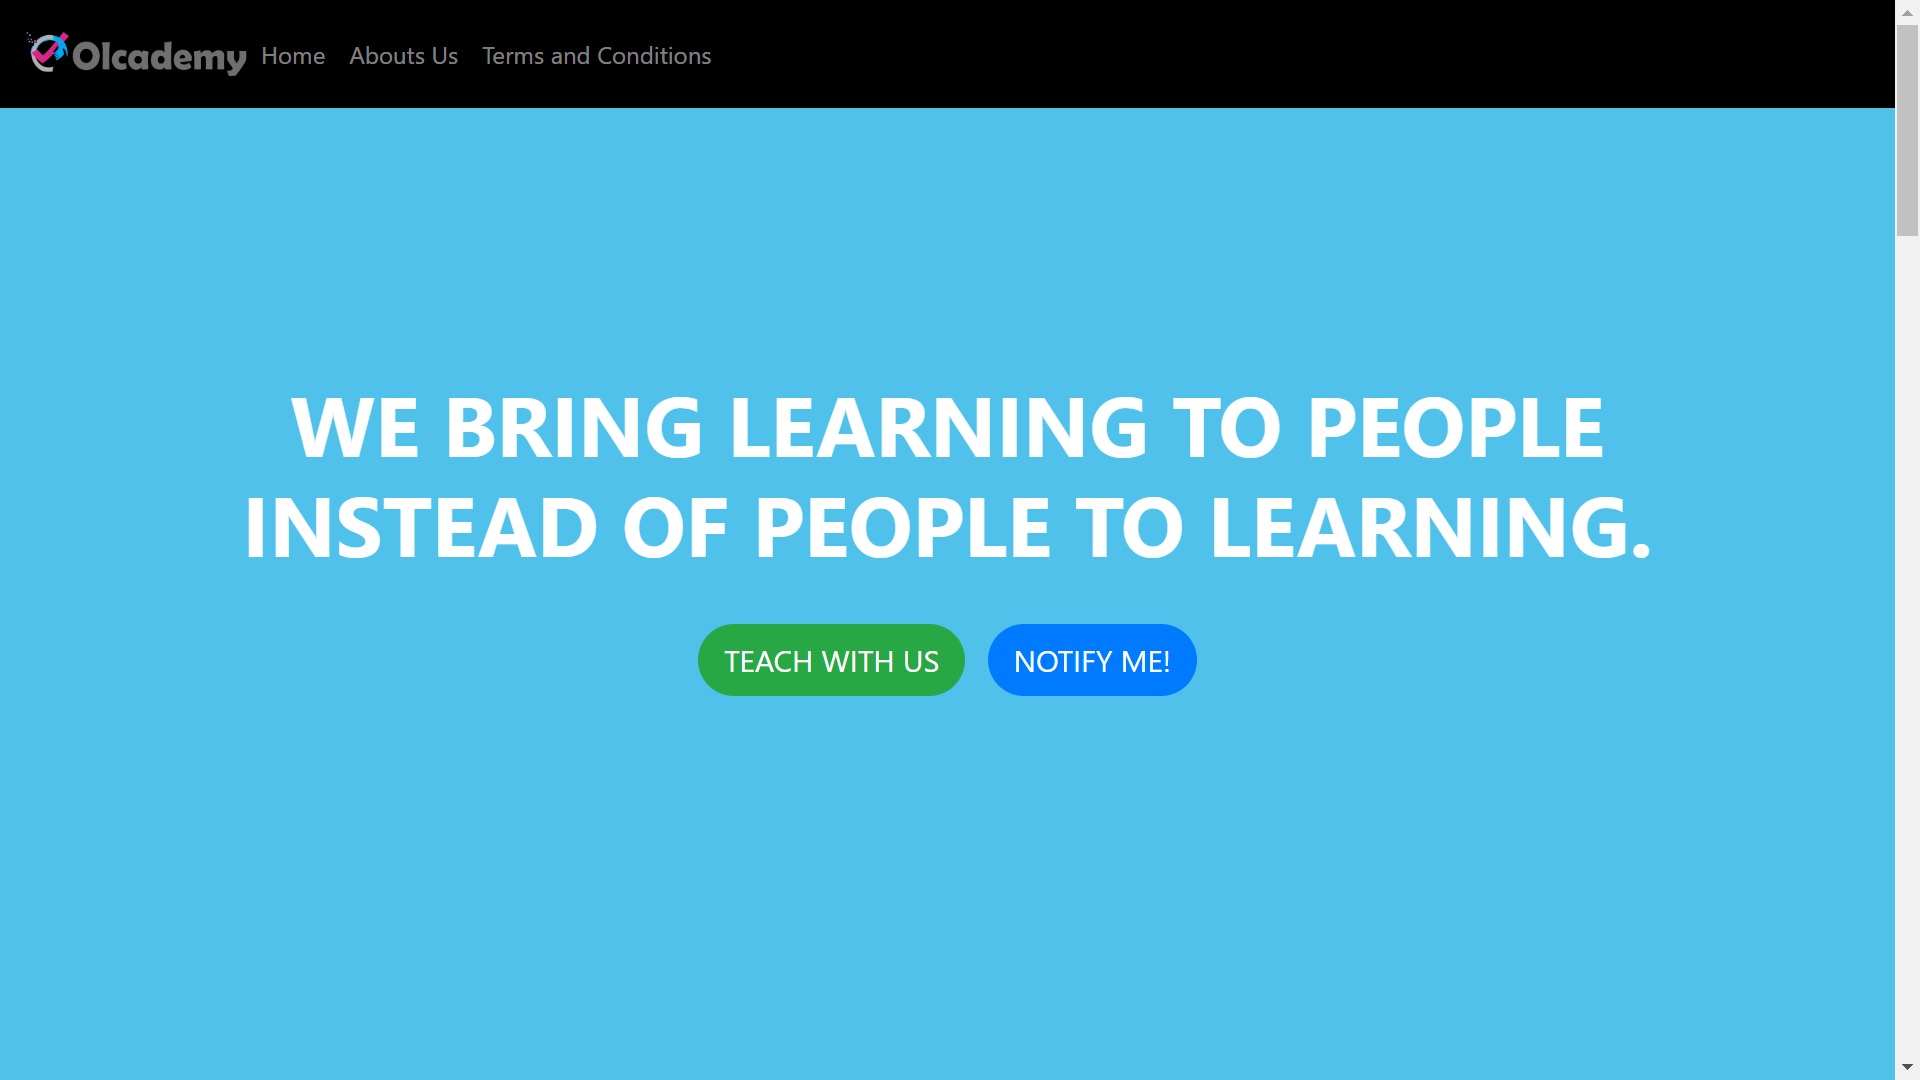 Olcademy Home Abouts Us Terms and Conditions
WE BRING LEARNING TO PEOPLE
INSTEAD OF PEOPLE TO LEARNING.
TEACH WITH US NOTIFY ME!